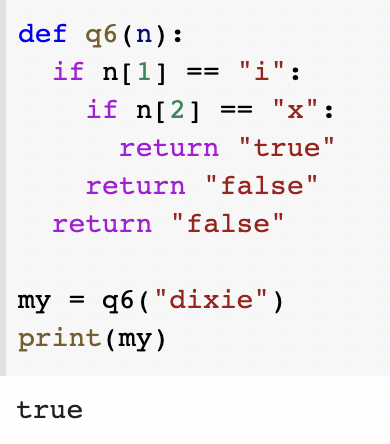 def q6(n):
  if n[1] == "i":
    if n[2] == "x":
      return "true"
    return "false"
  return "false"

my = q6("dixie")
print(my)
true